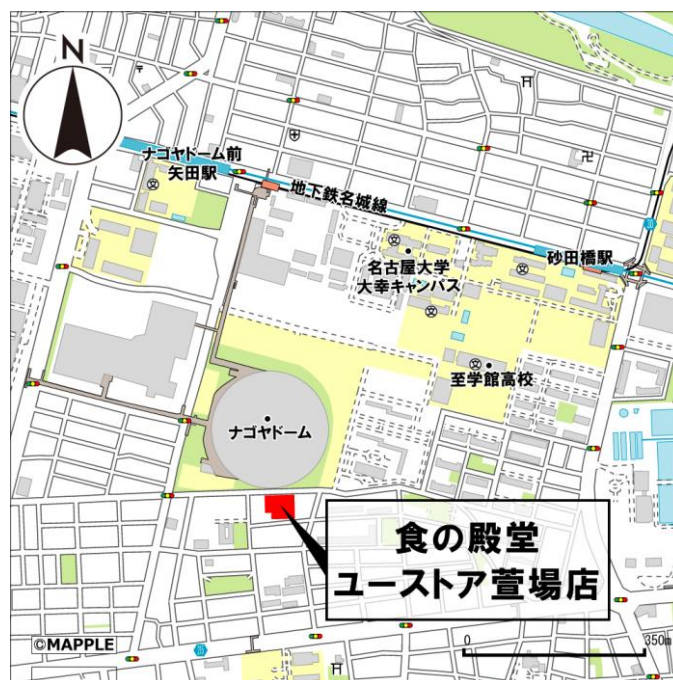 N
ナゴヤドーム前
矢田駅
地下鉄名城線
砂田橋駅
名古屋大学
大幸キャンパス
至学館高校
ナゴヤドーム
食の殿堂
ユーストア萱場店
©MAPPLE
0
350m